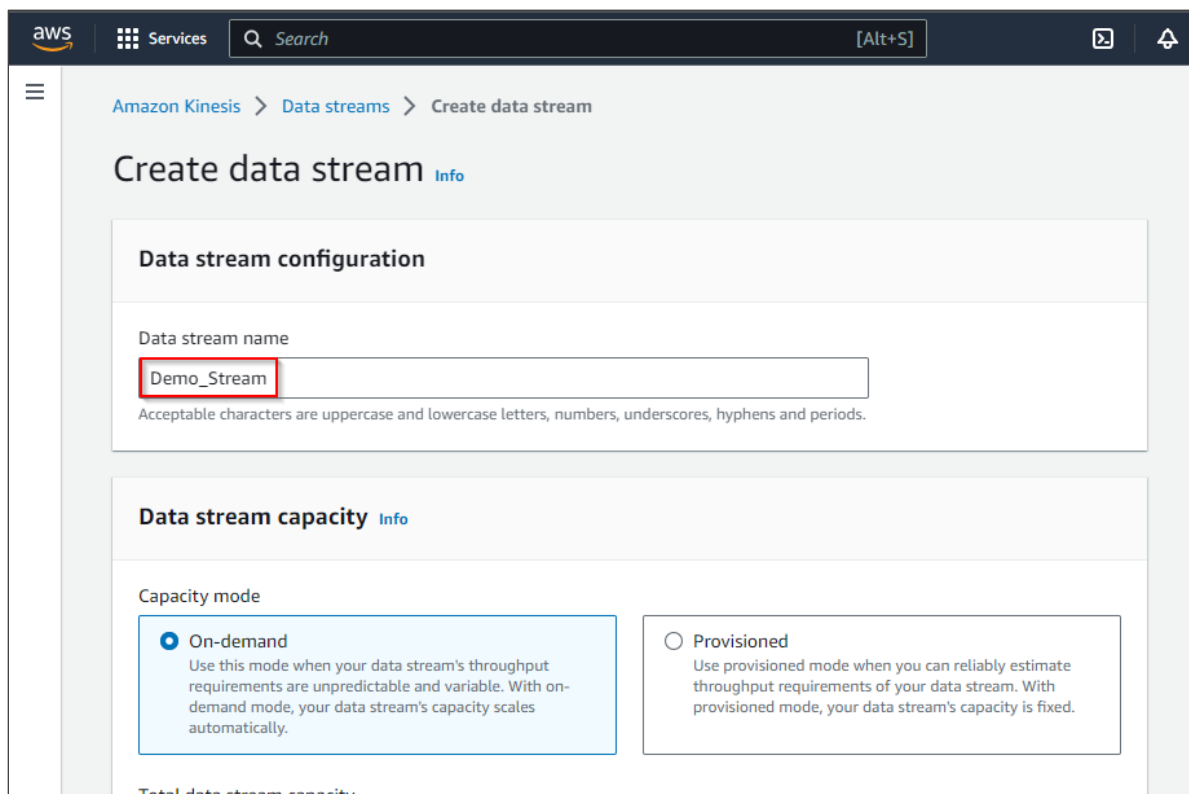 aws
Services
Search
[Alt+S]
Amazon Kinesis > Data streams > Create data stream
Create data stream Info
Data stream configuration
Data stream name
Demo_Stream
Acceptable characters are uppercase and lowercase letters, numbers, underscores, hyphens and periods.
Data stream capacity Info
Capacity mode
On-demand
Use this mode when your data stream's throughput
requirements are unpredictable and variable. With on-
demand mode, your data stream's capacity scales
automatically.
Provisioned
Use provisioned mode when you can reliably estimate
throughput requirements of your data stream. With
provisioned mode, your data stream's capacity is fixed.
Total data stream capacity